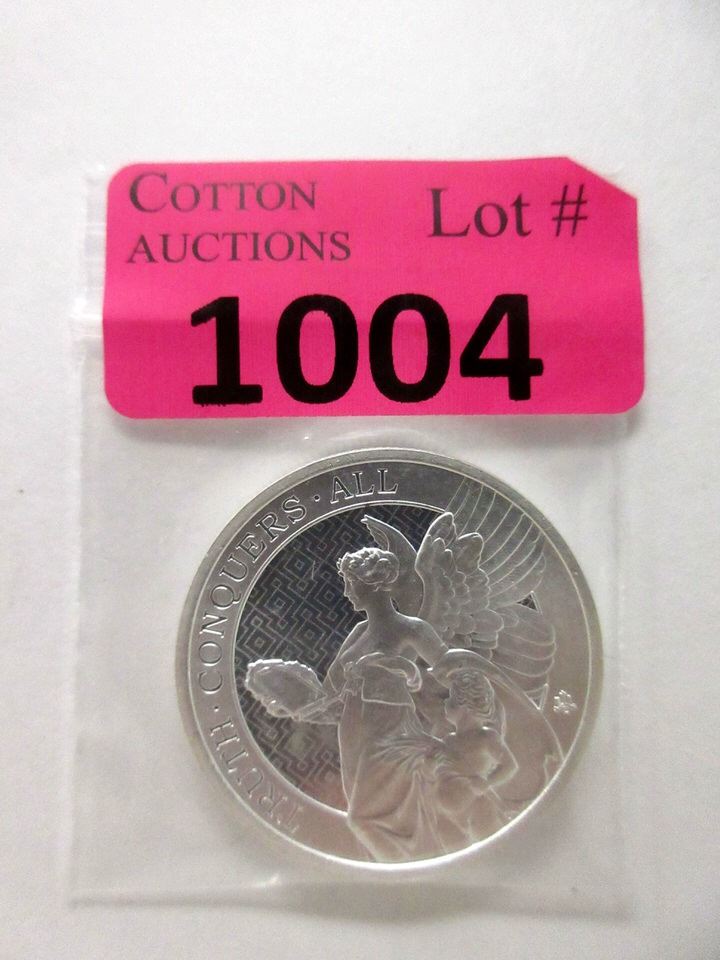 COTTON
AUCTIONS
Lot #
1004
TRUTH · CONQUERS · ALL